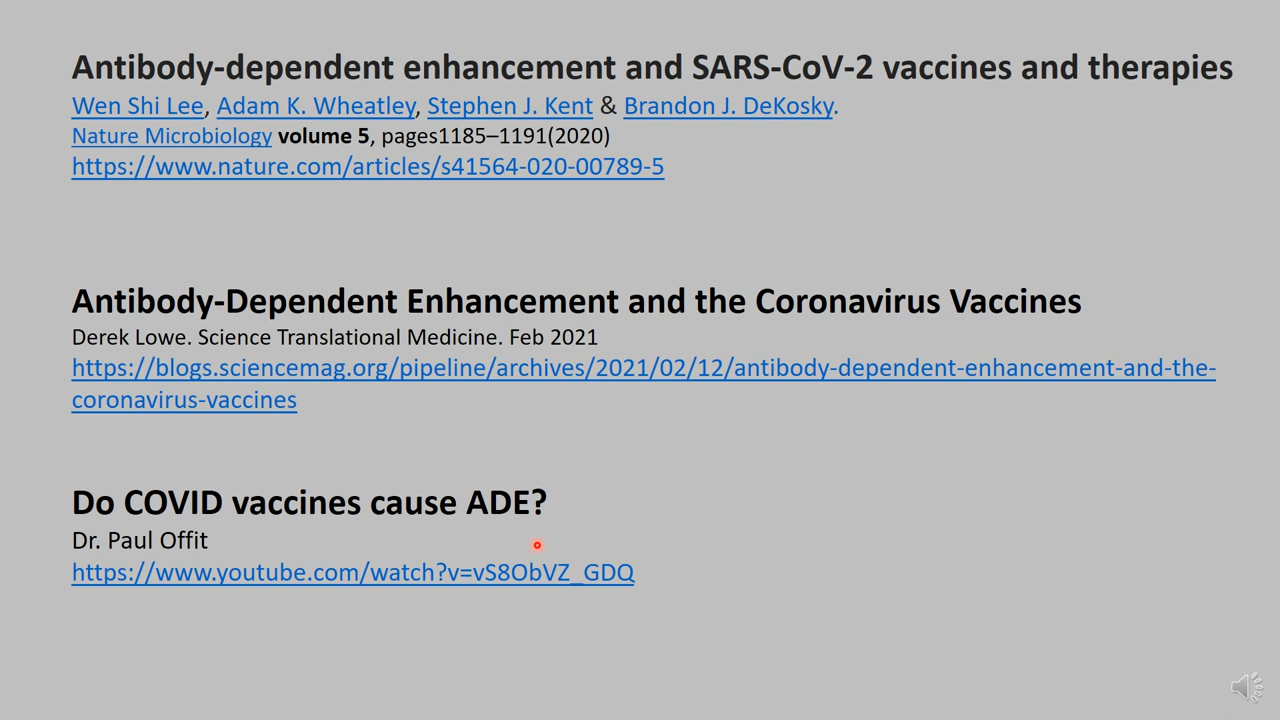 Antibody-dependent enhancement and SARS-CoV-2 vaccines and therapies
Wen Shi Lee, Adam K. Wheatley, Stephen J. Kent & Brandon J. DeKosky.
Nature Microbiology volume 5, pages1185–1191(2020)
https://www.nature.com/articles/s41564-020-00789-5
Antibody-Dependent Enhancement and the Coronavirus Vaccines
Derek Lowe. Science Translational Medicine. Feb 2021
https://blogs.sciencemag.org/pipeline/archives/2021/02/12/antibody-dependent-enhancement-and-the-
coronavirus-vaccines
Do COVID vaccines cause ADE?
Dr. Paul Offit
https://www.youtube.com/watch?v=vS8ObVZ_GDQ